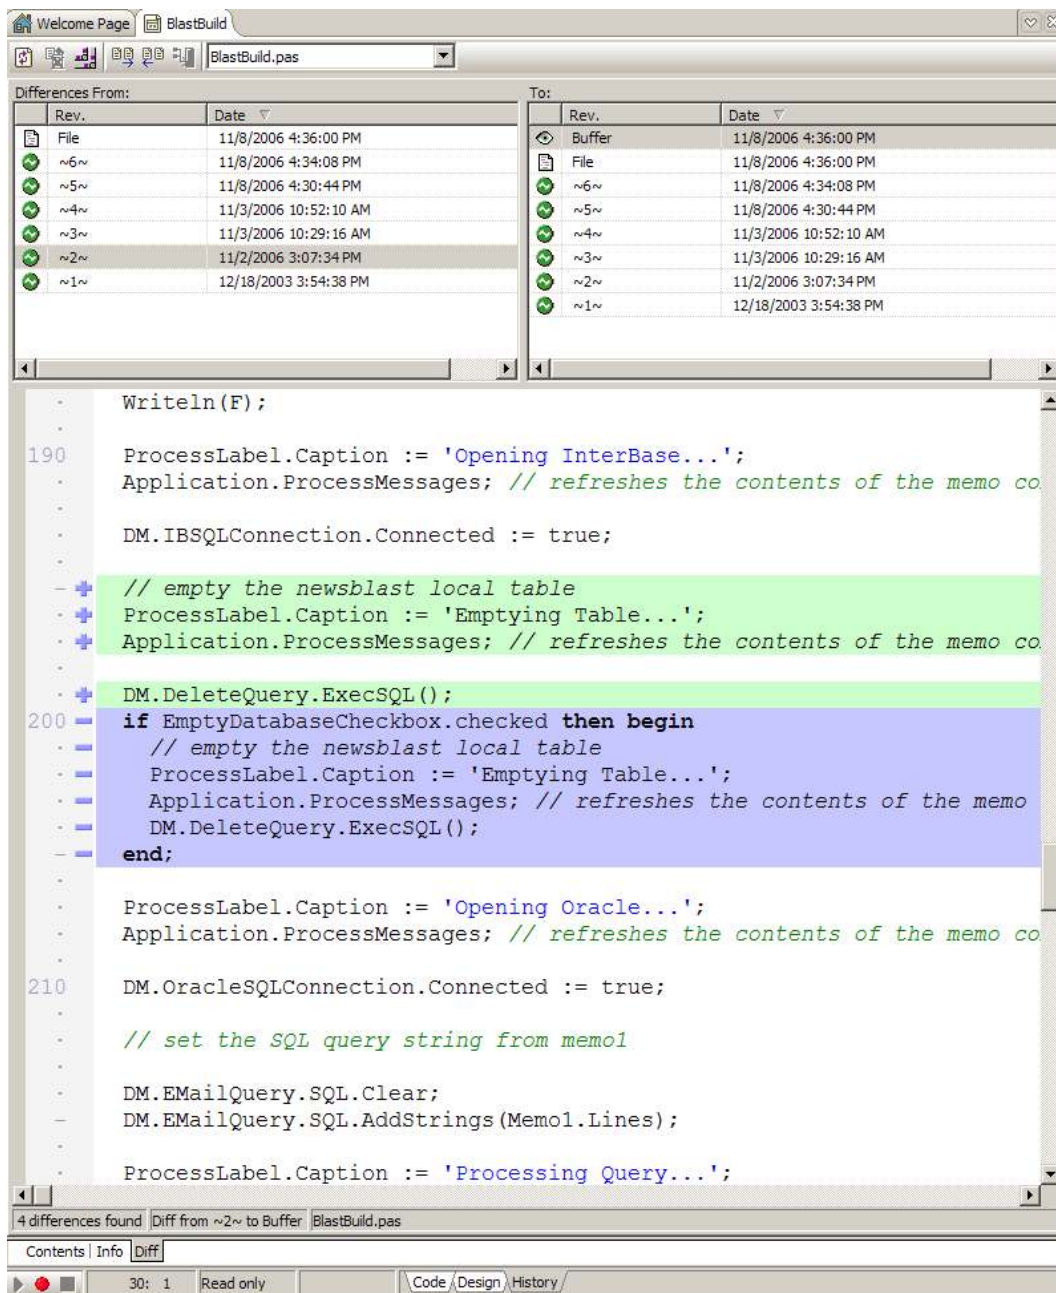 Welcome Page BlastBuild
BlastBuild.pas
Differences From: To:
Rev. Date Rev. Date
File 11/8/2006 4:36:00 PM Buffer 11/8/2006 4:36:00 PM
~6~ 11/8/2006 4:34:08 PM File 11/8/2006 4:36:00 PM
~5~ 11/8/2006 4:30:44 PM ~6~ 11/8/2006 4:34:08 PM
~4~ 11/3/2006 10:52:10 AM ~5~ 11/8/2006 4:30:44 PM
~3~ 11/3/2006 10:29:16 AM ~4~ 11/3/2006 10:52:10 AM
~2~ 11/2/2006 3:07:34 PM ~3~ 11/3/2006 10:29:16 AM
~1~ 12/18/2003 3:54:38 PM ~2~ 11/2/2006 3:07:34 PM
~1~ 12/18/2003 3:54:38 PM
Writeln(F);
190 ProcessLabel.Caption := 'Opening InterBase...';
Application.ProcessMessages; // refreshes the contents of the memo co
DM.IBSQLConnection.Connected := true;
// empty the newsblast local table
ProcessLabel.Caption := 'Emptying Table...';
Application.ProcessMessages; // refreshes the contents of the memo co
DM.DeleteQuery.ExecSQL();
200 if EmptyDatabaseCheckbox.checked then begin
// empty the newsblast local table
ProcessLabel.Caption := 'Emptying Table...';
Application.ProcessMessages; // refreshes the contents of the memo
DM.DeleteQuery.ExecSQL();
end;
ProcessLabel.Caption := 'Opening Oracle...';
Application.ProcessMessages; // refreshes the contents of the memo co
210 DM.OracleSQLConnection.Connected := true;
// set the SQL query string from memo1
DM.EMailQuery.SQL.Clear;
DM.EMailQuery.SQL.AddStrings(Memo1.Lines);
ProcessLabel.Caption := 'Processing Query...';
4 differences found Diff from ~2~ to Buffer BlastBuild.pas
Contents Info Diff
30: 1 Read only Code Design History